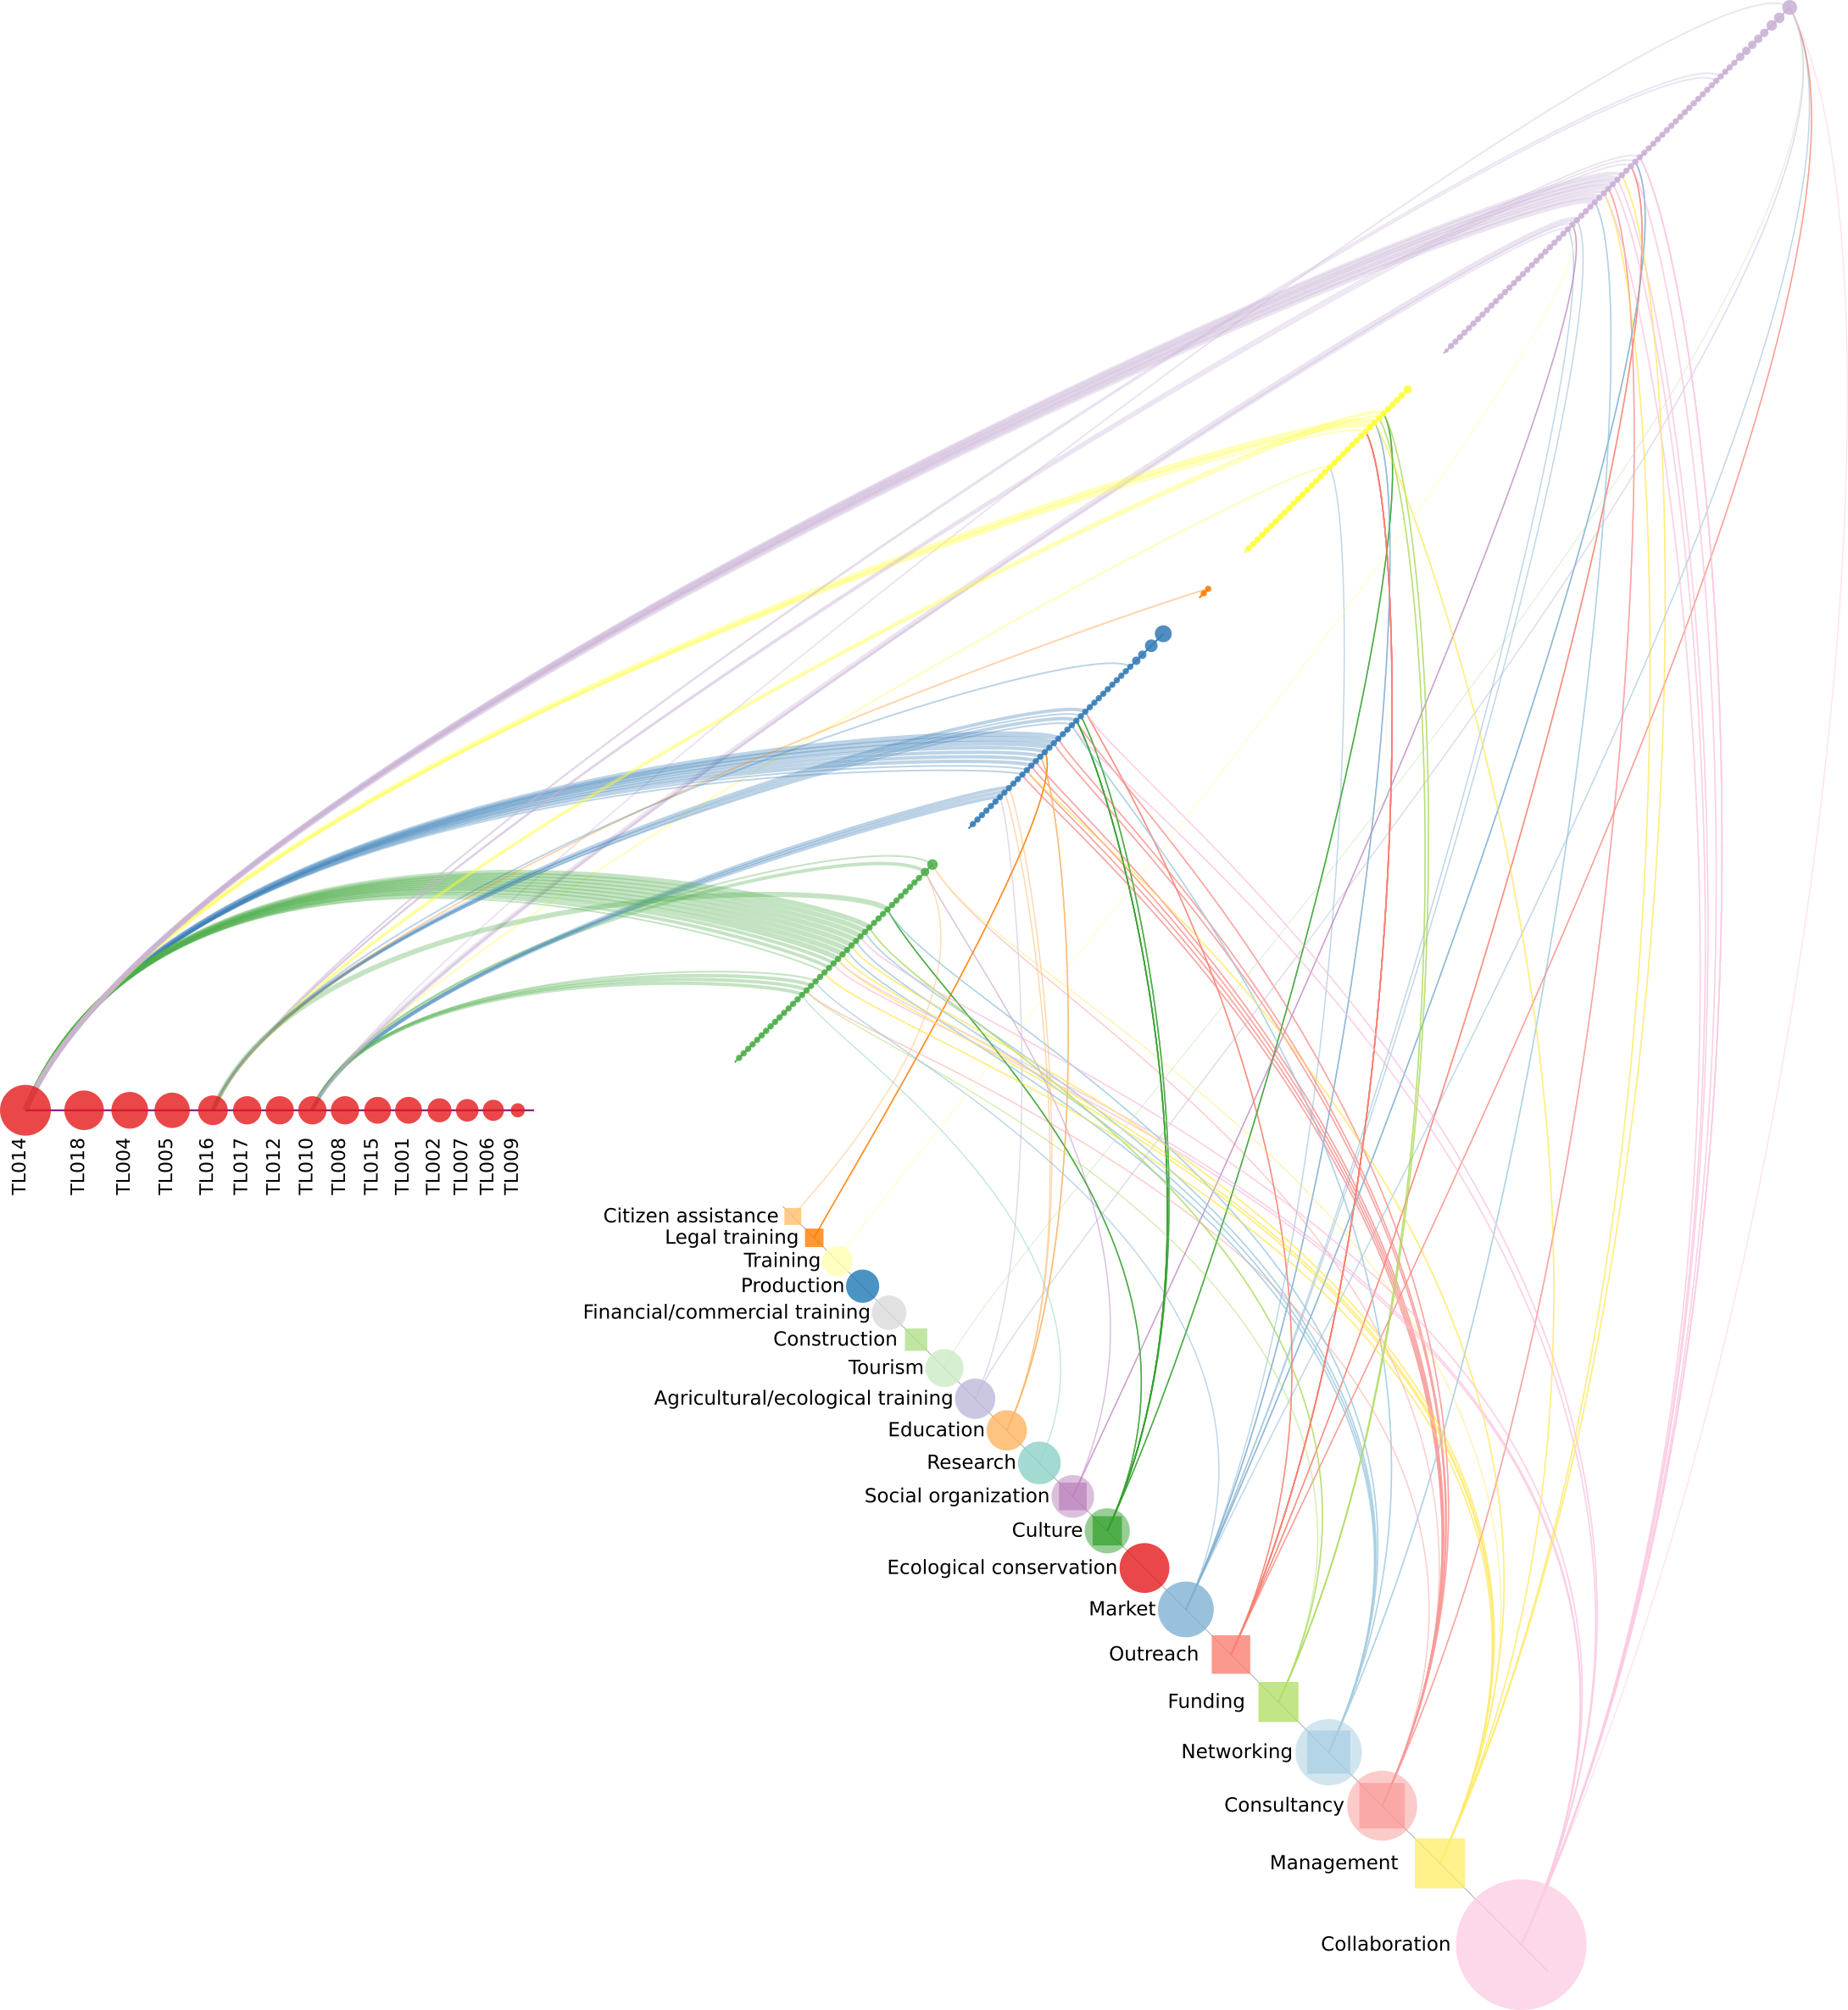 TL014
TL018
TL004
TL005
TL016
TL017
TL012
TL010
TL008
TL015
TL001
TL002
TL007
TL006
TL009
Citizen assistance
Legal training
Training
Production
Financial/commercial training
Construction
Tourism
Agricultural/ecological training
Education
Research
Social organization
Culture
Ecological conservation
Market
Outreach
Funding
Networking
Consultancy
Management
Collaboration